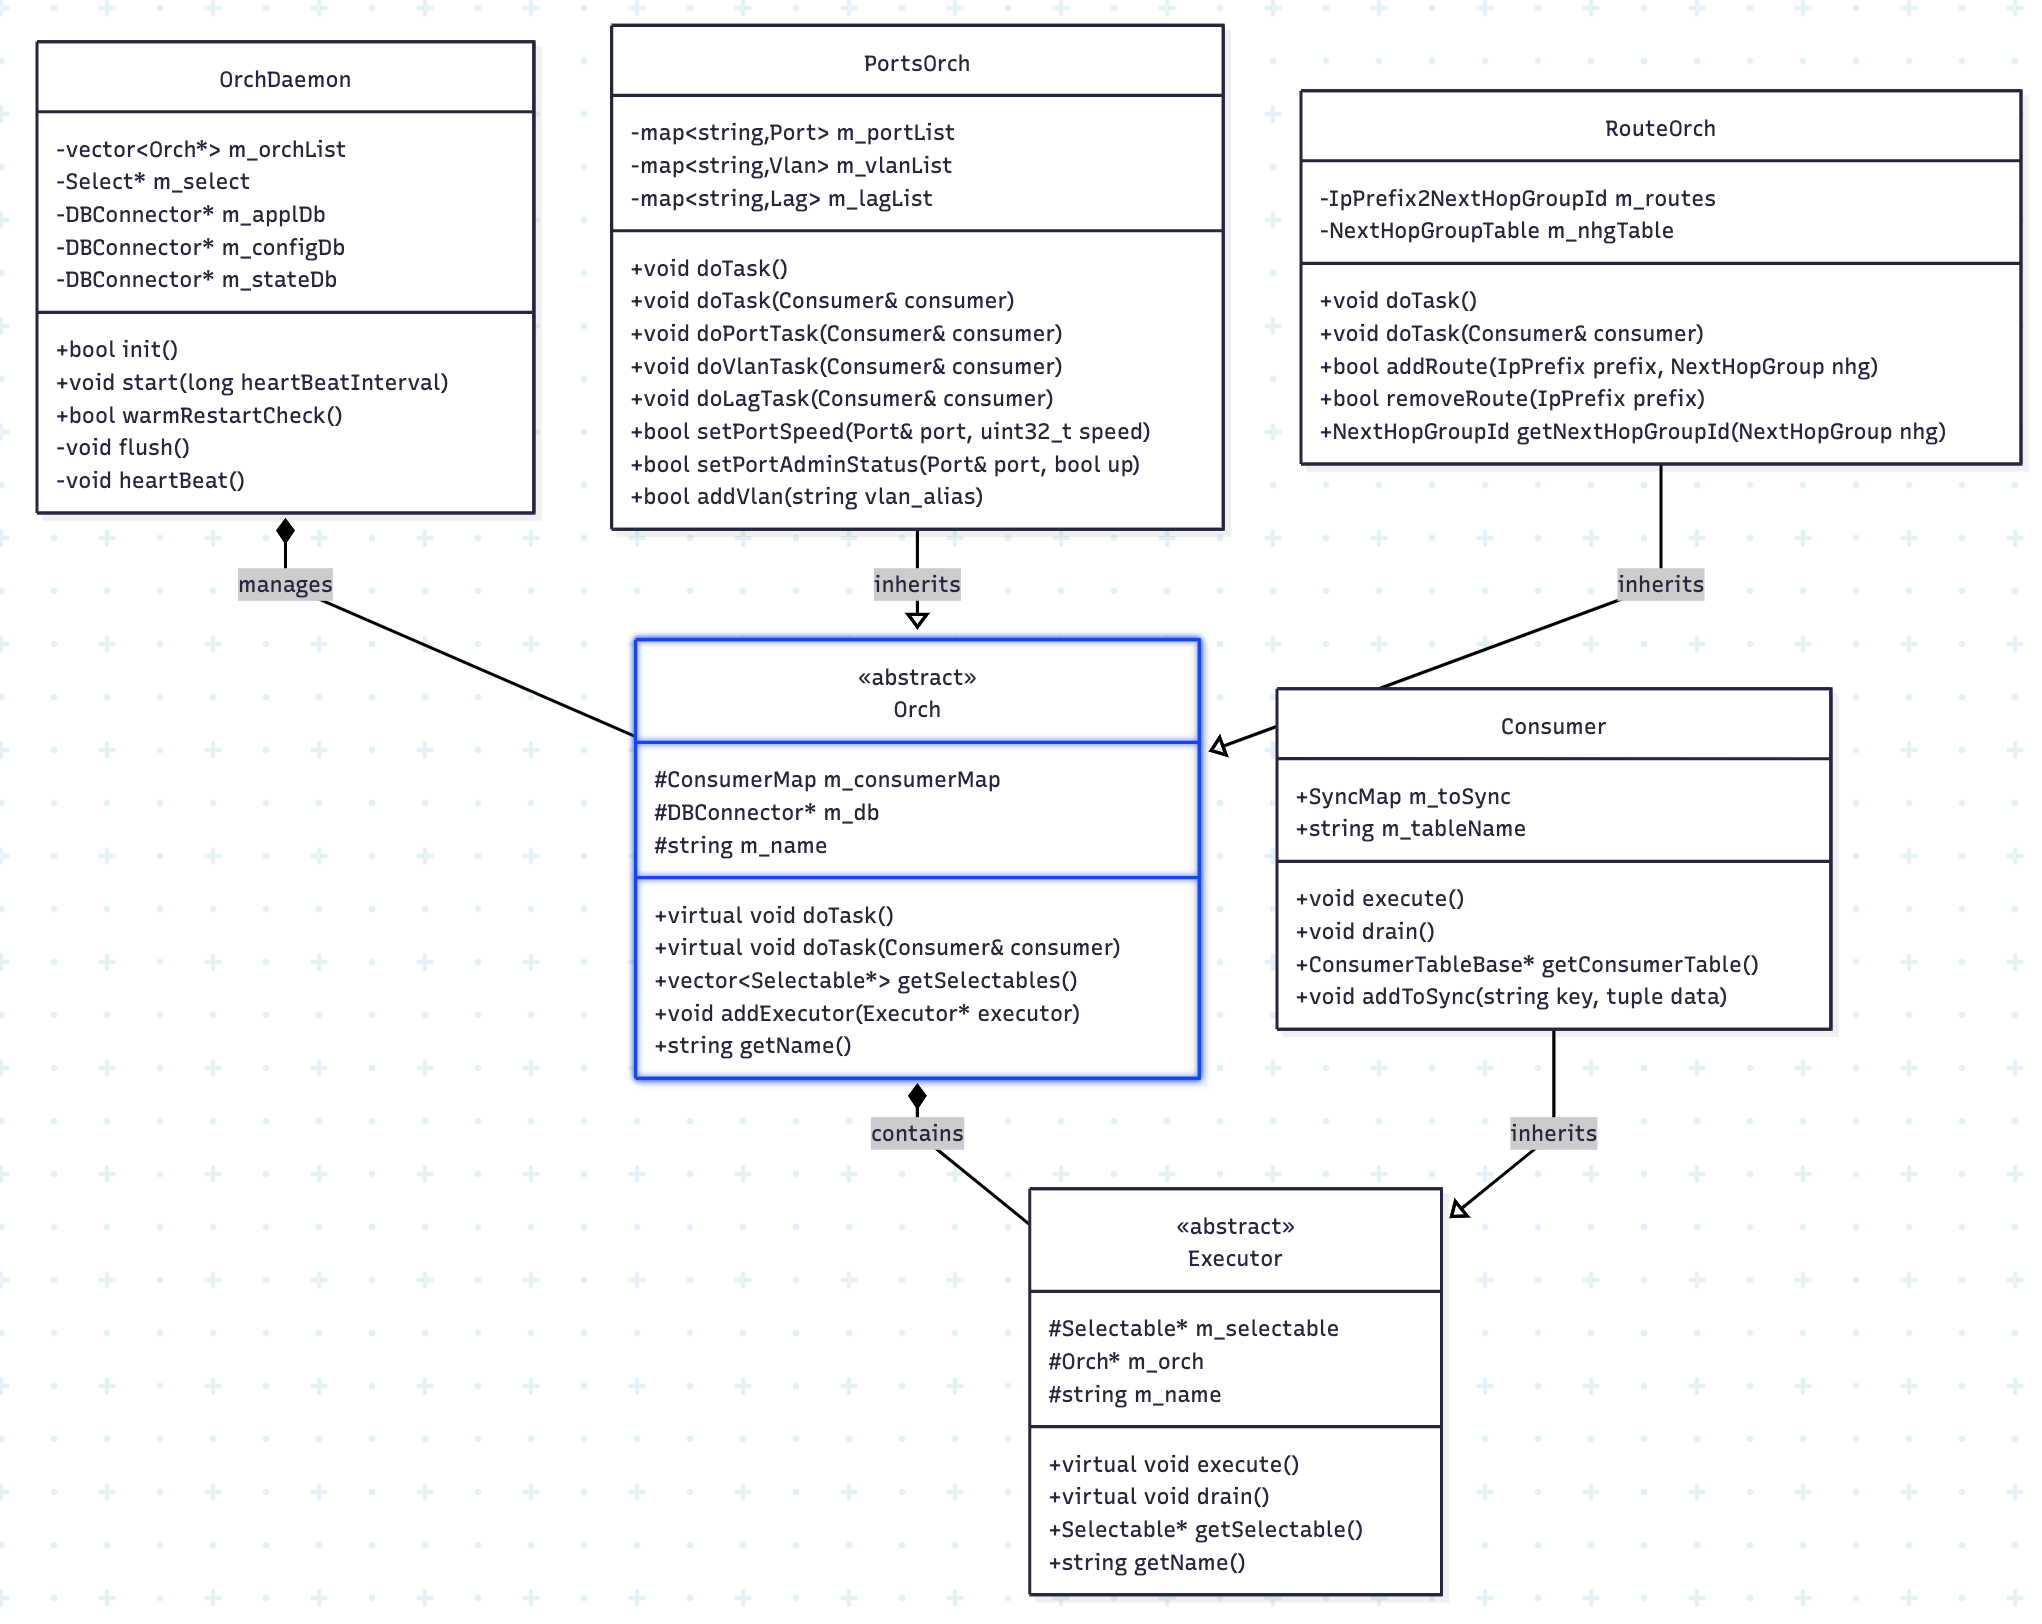 OrchDaemon
-vector<Orch*> m_orchList
-Select* m_select
-DBConnector* m_applDb
-DBConnector* m_configDb
-DBConnector* m_stateDb
+bool init()
+void start(long heartBeatInterval)
+bool warmRestartCheck()
-void flush()
-void heartBeat()
PortsOrch
-map<string,Port> m_portList
-map<string,Vlan> m_vlanList
-map<string,Lag> m_lagList
+void doTask()
+void doTask(Consumer& consumer)
+void doPortTask(Consumer& consumer)
+void doVlanTask(Consumer& consumer)
+void doLagTask(Consumer& consumer)
+bool setPortSpeed(Port& port, uint32_t speed)
+bool setPortAdminStatus(Port& port, bool up)
+bool addVlan(string vlan_alias)
RouteOrch
-IpPrefix2NextHopGroupId m_routes
-NextHopGroupTable m_nhgTable
+void doTask()
+void doTask(Consumer& consumer)
+bool addRoute(IpPrefix prefix, NextHopGroup nhg)
+bool removeRoute(IpPrefix prefix)
+NextHopGroupId getNextHopGroupId(NextHopGroup nhg)
manages
inherits
inherits
«abstract»
Orch
#ConsumerMap m_consumerMap
#DBConnector* m_db
#string m_name
+virtual void doTask()
+virtual void doTask(Consumer& consumer)
+vector<Selectable*> getSelectables()
+void addExecutor(Executor* executor)
+string getName()
Consumer
+SyncMap m_toSync
+string m_tableName
+void execute()
+void drain()
+ConsumerTableBase* getConsumerTable()
+void addToSync(string key, tuple data)
contains
inherits
«abstract»
Executor
#Selectable* m_selectable
#Orch* m_orch
#string m_name
+virtual void execute()
+virtual void drain()
+Selectable* getSelectable()
+string getName()